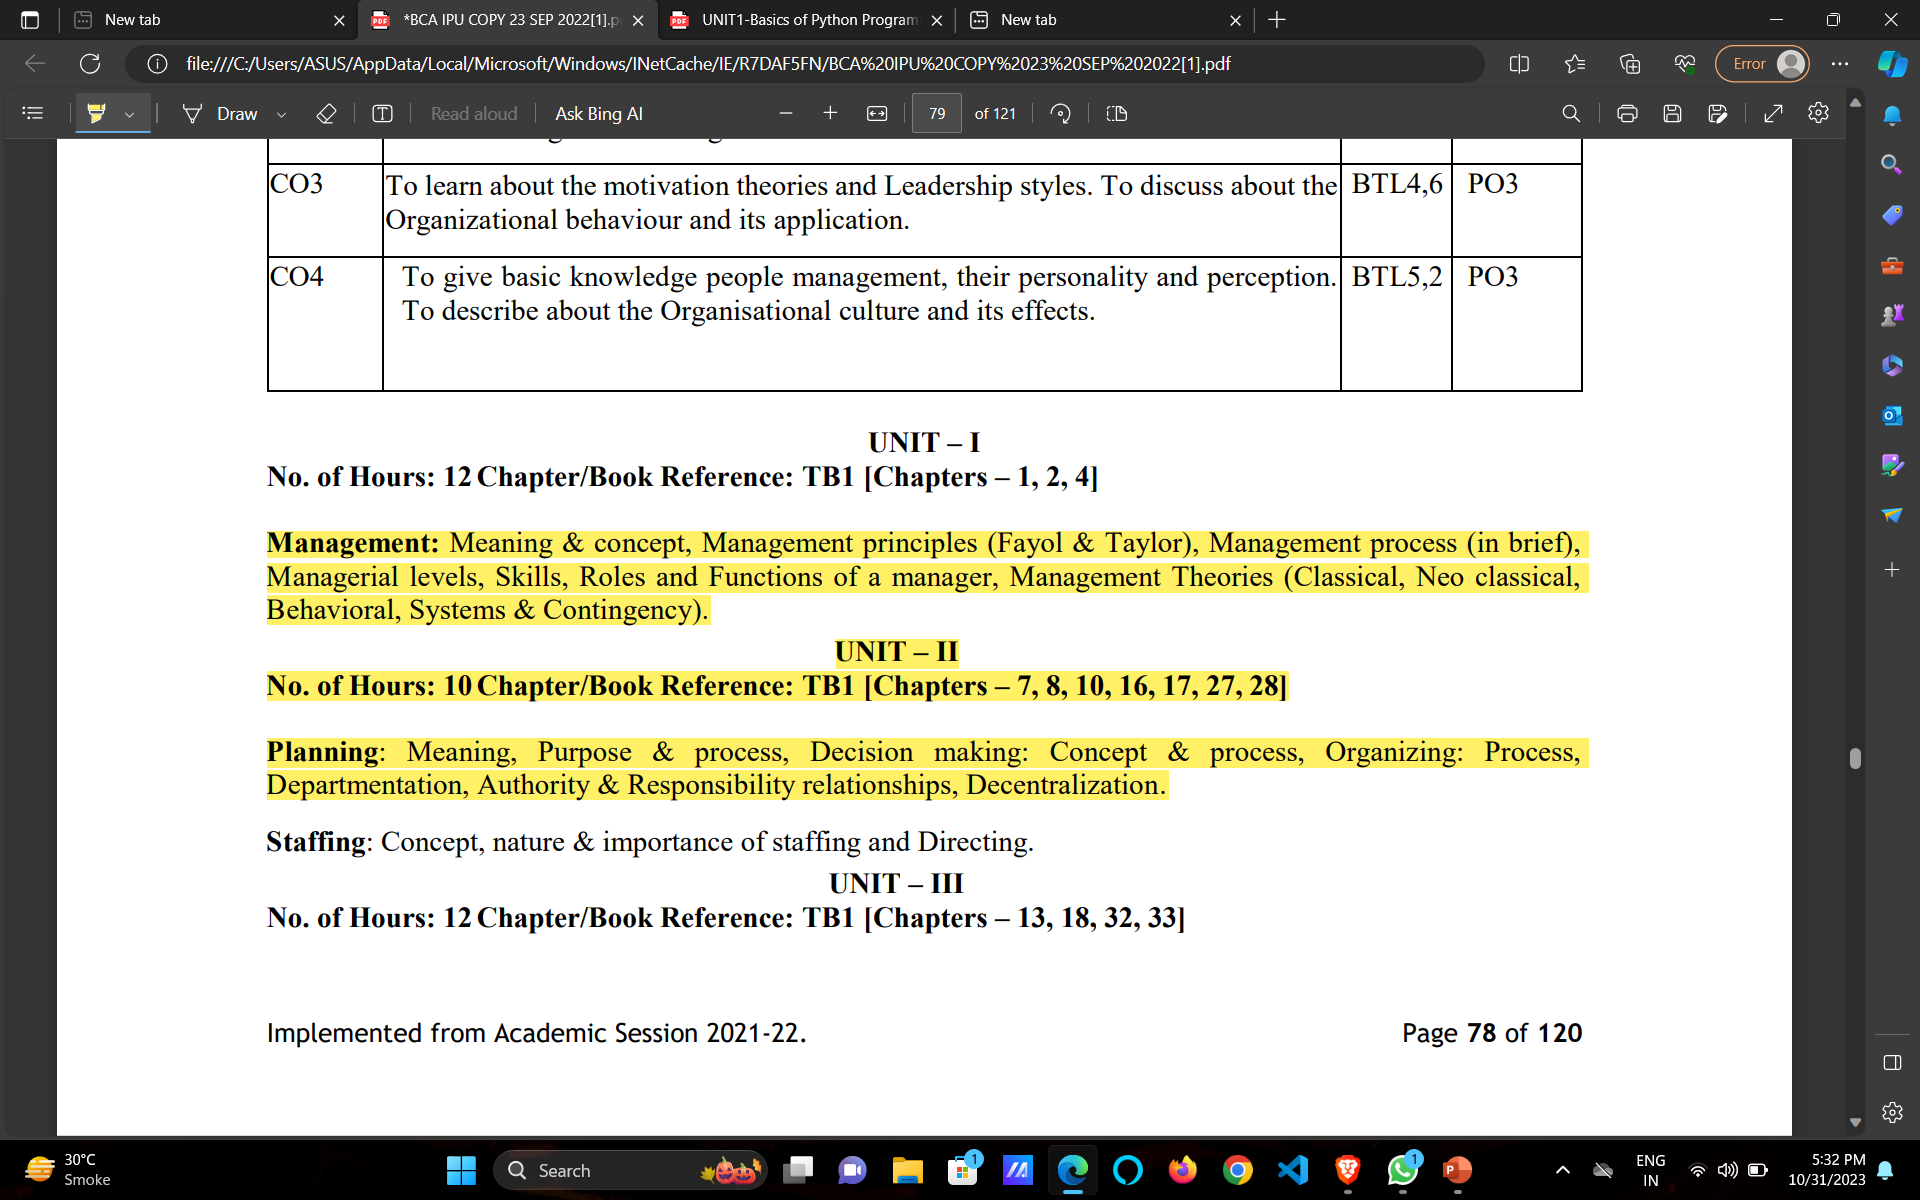 New tab
*BCA IPU COPY 23 SEP 2022[1].p
UNIT1-Basics of Python Program
New tab
file:///C:/Users/ASUS/AppData/Local/Microsoft/Windows/INetCache/IE/R7DAF5FN/BCA%20IPU%20COPY%2023%20SEP%202022[1].pdf
Error
Draw
Read aloud
Ask Bing AI
79 of 121
CO3 To learn about the motivation theories and Leadership styles. To discuss about the BTL4,6 PO3
Organizational behaviour and its application.
CO4 To give basic knowledge people management, their personality and perception. BTL5,2 PO3
To describe about the Organisational culture and its effects.
UNIT – I
No. of Hours: 12 Chapter/Book Reference: TB1 [Chapters – 1, 2, 4]
Management: Meaning & concept, Management principles (Fayol & Taylor), Management process (in brief),
Managerial levels, Skills, Roles and Functions of a manager, Management Theories (Classical, Neo classical,
Behavioral, Systems & Contingency).
UNIT – II
No. of Hours: 10 Chapter/Book Reference: TB1 [Chapters – 7, 8, 10, 16, 17, 27, 28]
Planning: Meaning, Purpose & process, Decision making: Concept & process, Organizing: Process,
Departmentation, Authority & Responsibility relationships, Decentralization.
Staffing: Concept, nature & importance of staffing and Directing.
UNIT – III
No. of Hours: 12 Chapter/Book Reference: TB1 [Chapters – 13, 18, 32, 33]
Implemented from Academic Session 2021-22. Page 78 of 120
30°C
Smoke
Search
1
1
ENG
IN
5:32 PM
10/31/2023